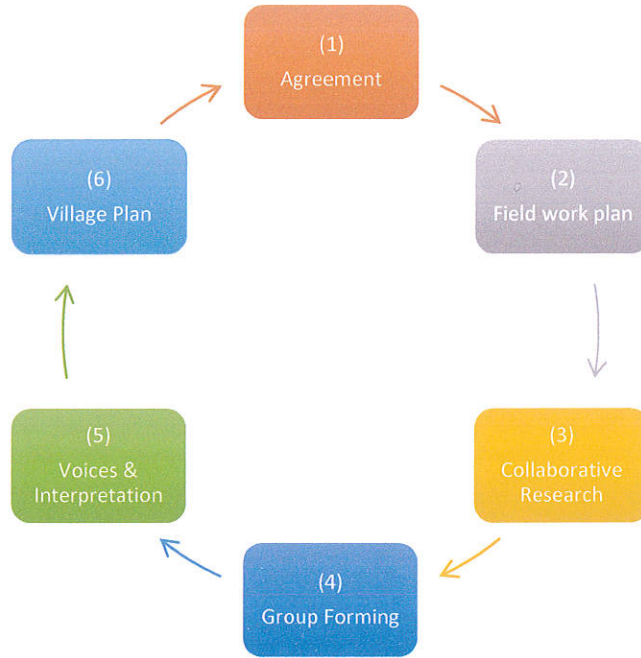 (1)
Agreement
(2)
Field work plan
(3)
Collaborative
Research
(4)
Group Forming
(5)
Voices &
Interpretation
(6)
Village Plan